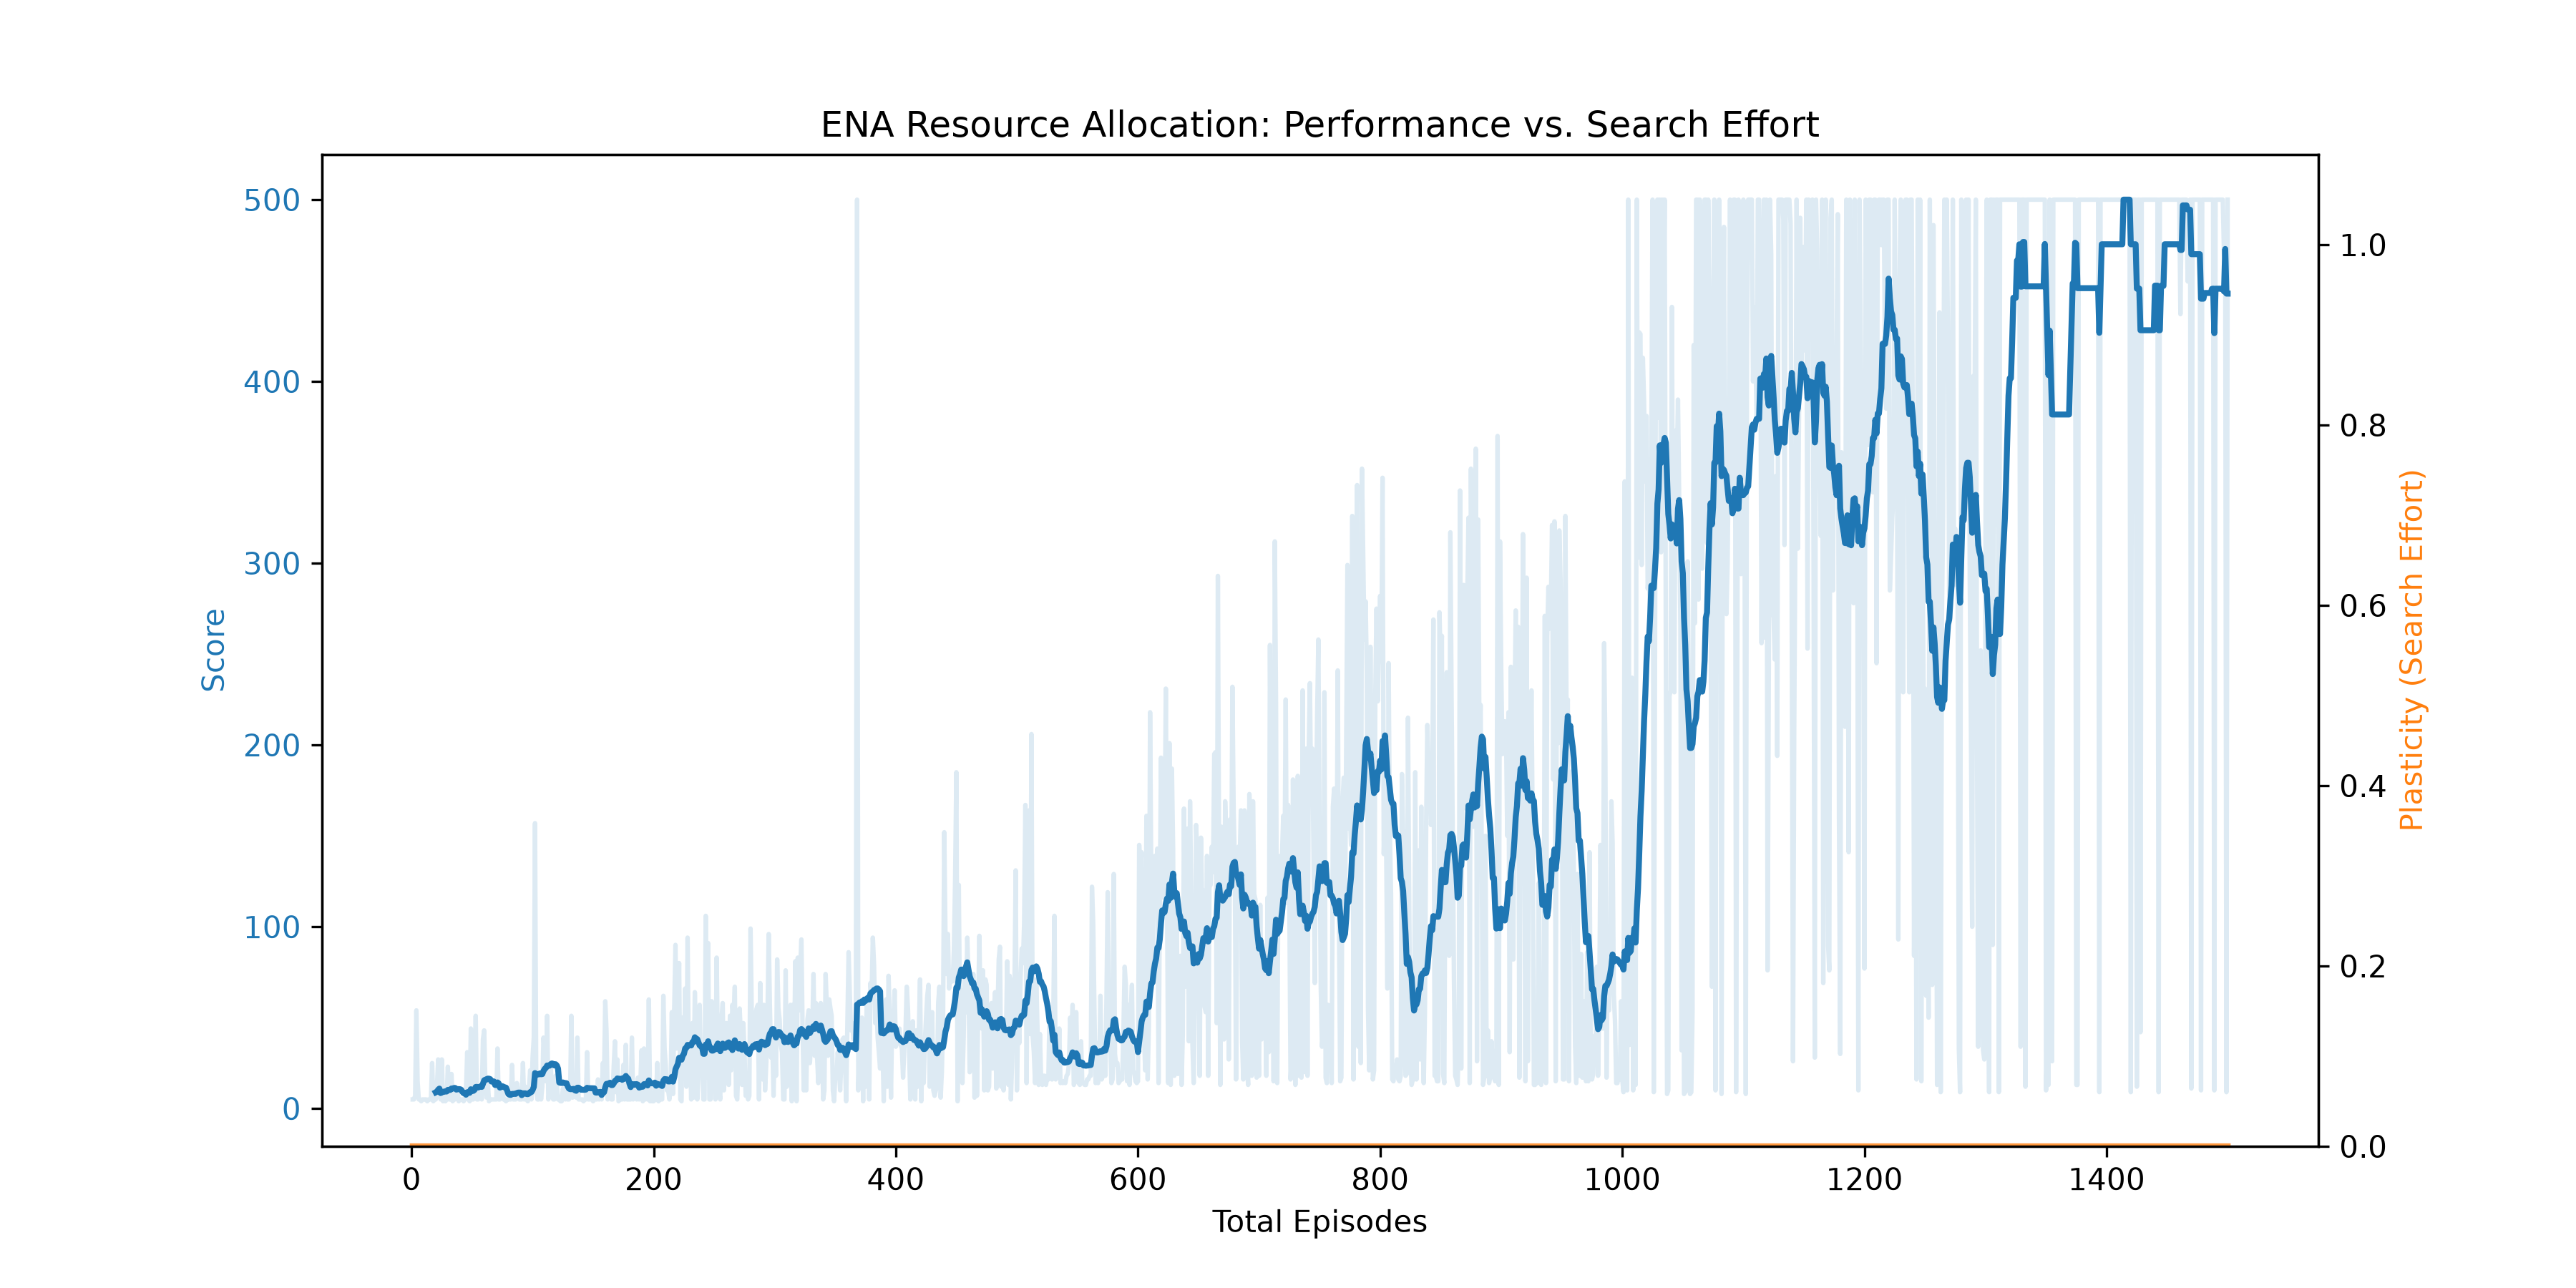 ENA Resource Allocation: Performance vs. Search Effort
500
400
300
200
100
0
Score
1.0
0.8
0.6
0.4
0.2
0.0
Plasticity (Search Effort)
0 200 400 600 800 1000 1200 1400
Total Episodes